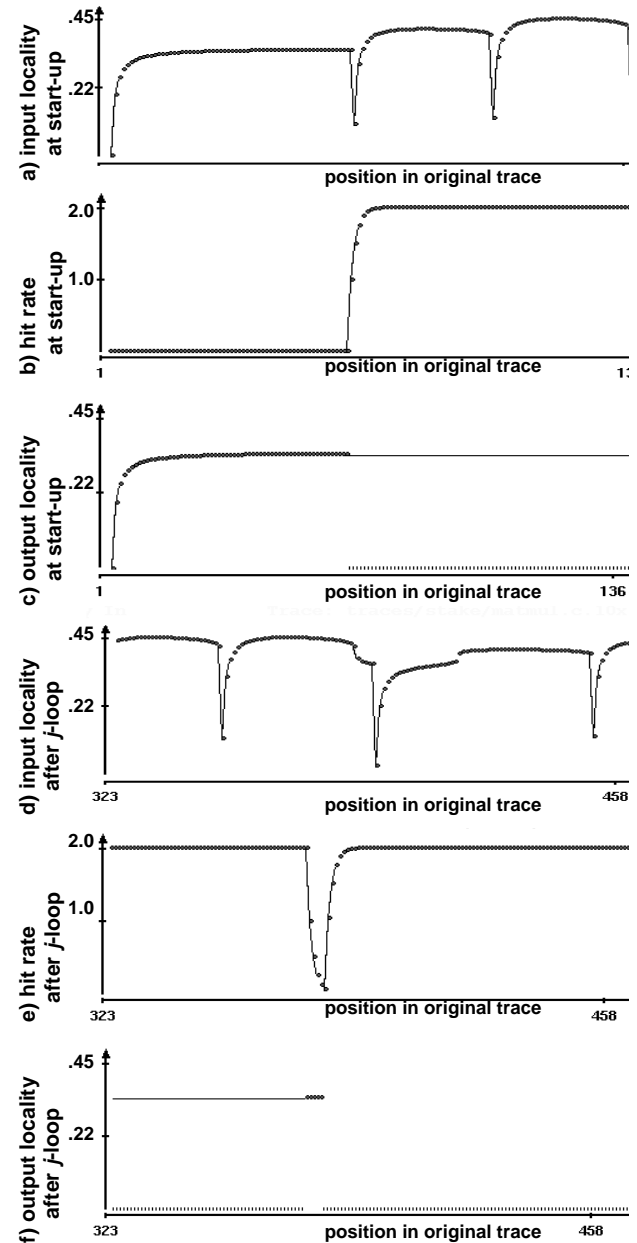 a) input locality
at start-up
.45
.22
position in original trace
b) hit rate
at start-up
2.0
1.0
1
position in original trace
13
c) output locality
at start-up
.45
.22
1
136
position in original trace
d) input locality
after j-loop
.45
.22
323
458
position in original trace
e) hit rate
after j-loop
2.0
1.0
323
position in original trace
458
f) output locality
after j-loop
.45
.22
323
position in original trace
458